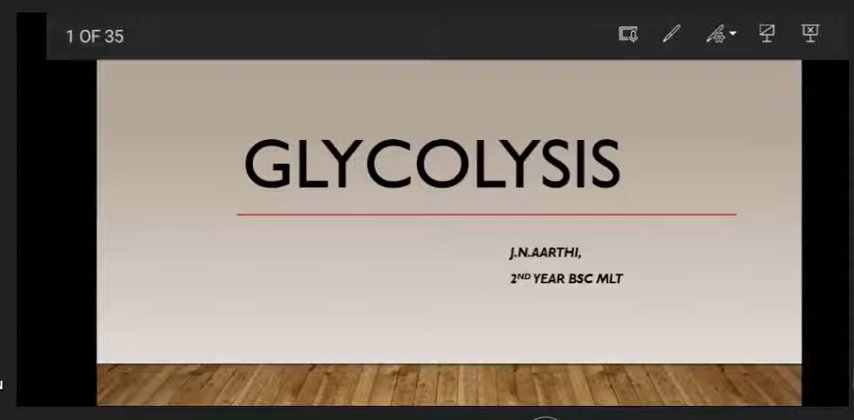 1 OF 35
GLYCOLYSIS
J.N.AARTHI,
2ND YEAR BSC MLT